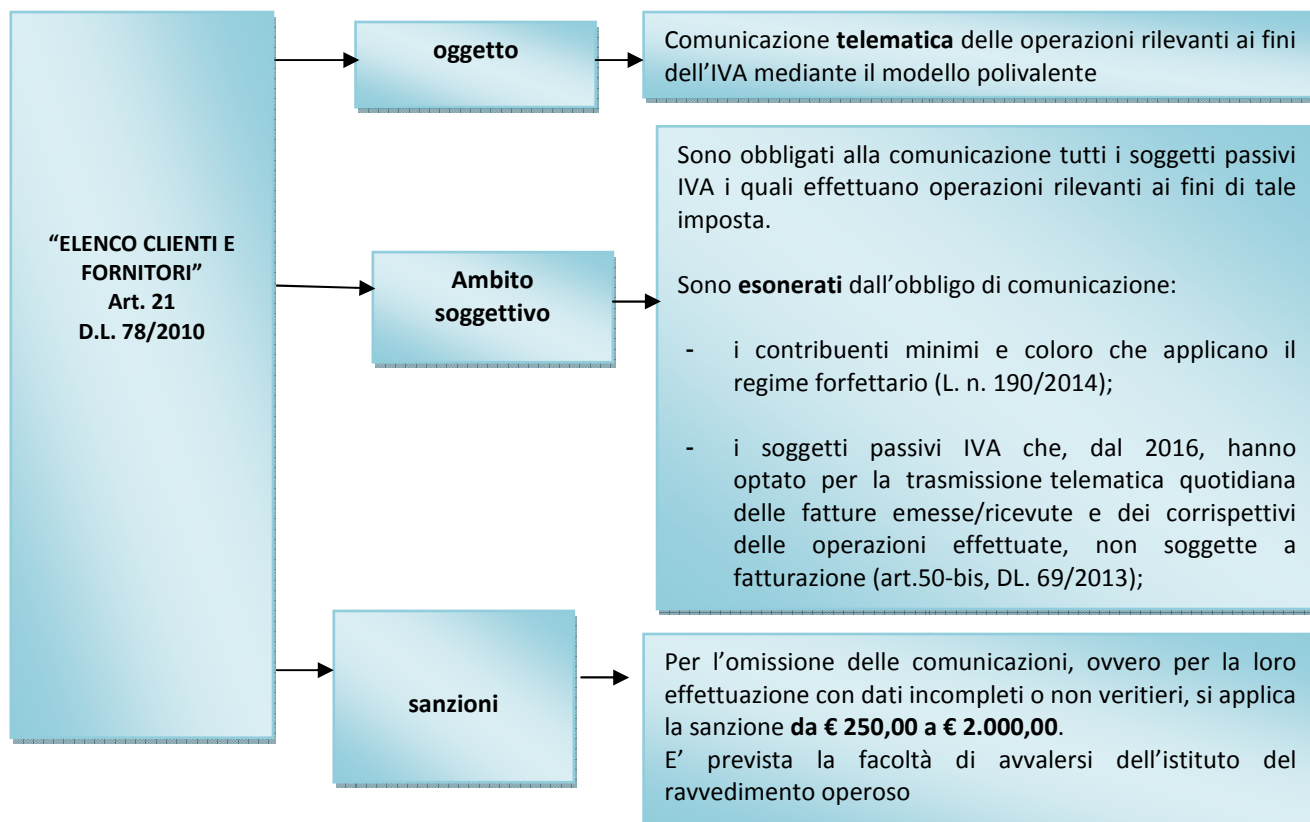 “ELENCO CLIENTI E
FORNITORI”
Art. 21
D.L. 78/2010
oggetto
Comunicazione telematica delle operazioni rilevanti ai fini
dell’IVA mediante il modello polivalente
Ambito
soggettivo
Sono obbligati alla comunicazione tutti i soggetti passivi
IVA i quali effettuano operazioni rilevanti ai fini di tale
imposta.
Sono esonerati dall’obbligo di comunicazione:
- i contribuenti minimi e coloro che applicano il
regime forfettario (L. n. 190/2014);
- i soggetti passivi IVA che, dal 2016, hanno
optato per la trasmissione telematica quotidiana
delle fatture emesse/ricevute e dei corrispettivi
delle operazioni effettuate, non soggette a
fatturazione (art.50-bis, DL. 69/2013);
sanzioni
Per l’omissione delle comunicazioni, ovvero per la loro
effettuazione con dati incompleti o non veritieri, si applica
la sanzione da € 250,00 a € 2.000,00.
E’ prevista la facoltà di avvalersi dell’istituto del
ravvedimento operoso